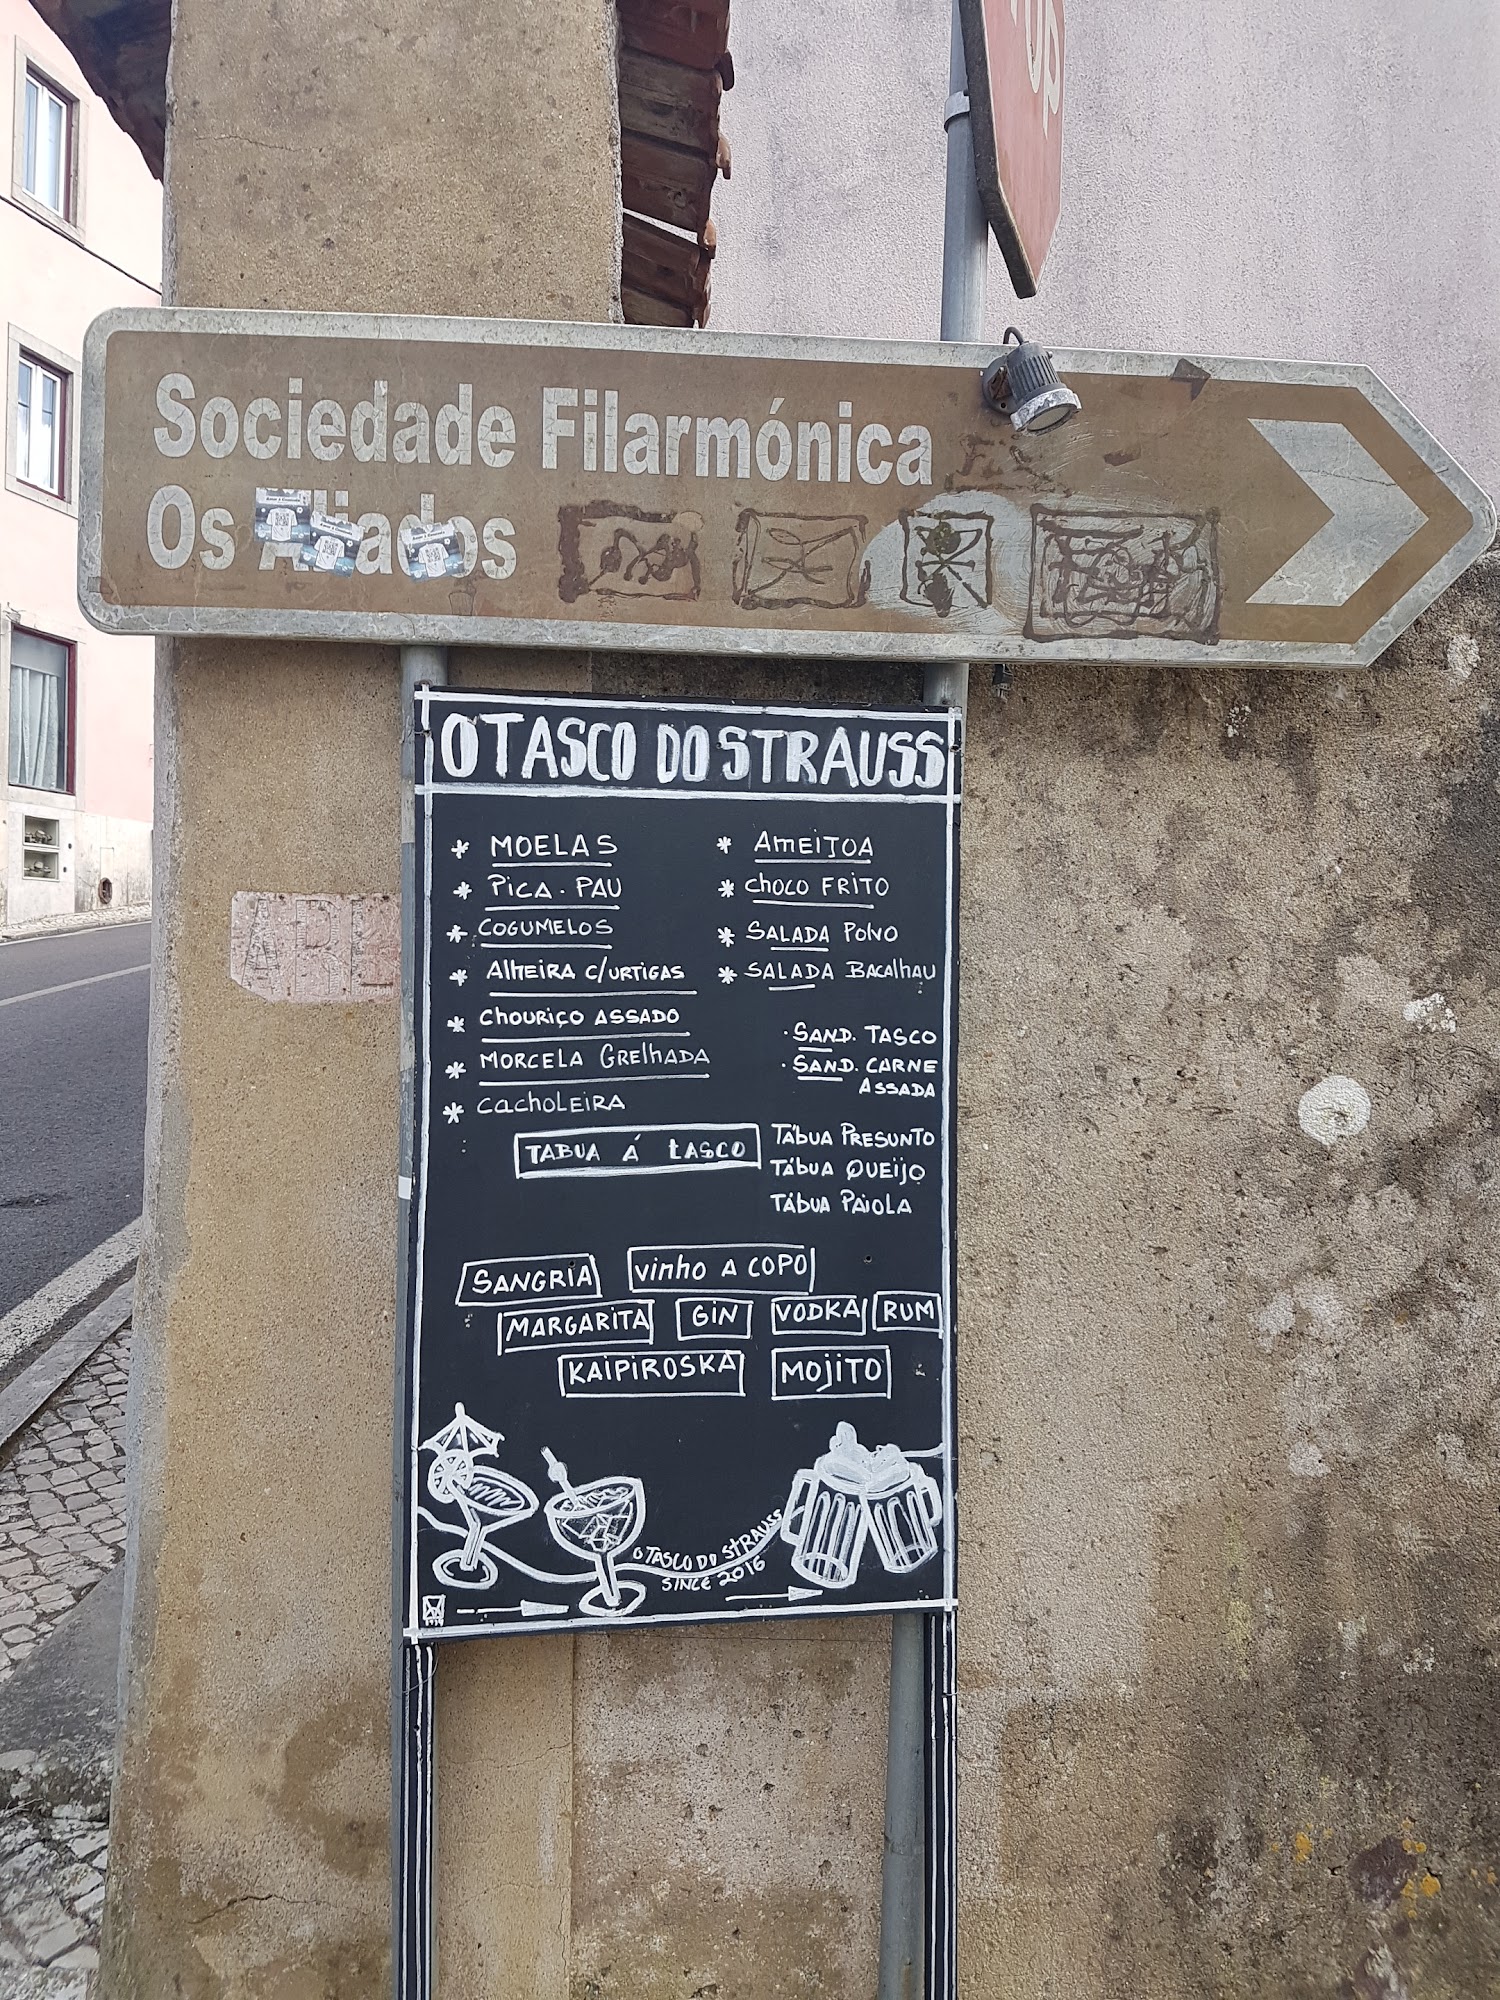 Sociedade Filarmónica
Os Aliados
O TASCO DO STRAUSS
* MOELAS
* PICA.PAU
* COGUMELOS
* ALHEIRA C/URTIGAS
* CHOURIÇO ASSADO
* MORCELA GRELHADA
* CACHOLEIRA
* AMEIJOA
* CHOCO FRITO
* SALADA POLVO
* SALADA BACALHAU
· SAND. TASCO
· SAND. CARNE
ASSADA
TABUA Á TASCO
TÁBUA PRESUNTO
TÁBUA QUEIJO
TÁBUA PAIOLA
SANGRIA
vinho A COPO
MARGARITA
GIN
VODKA
RUM
KAIPIROSKA
MOJITO
O TASCO DO STRAUSS
SINCE 2016